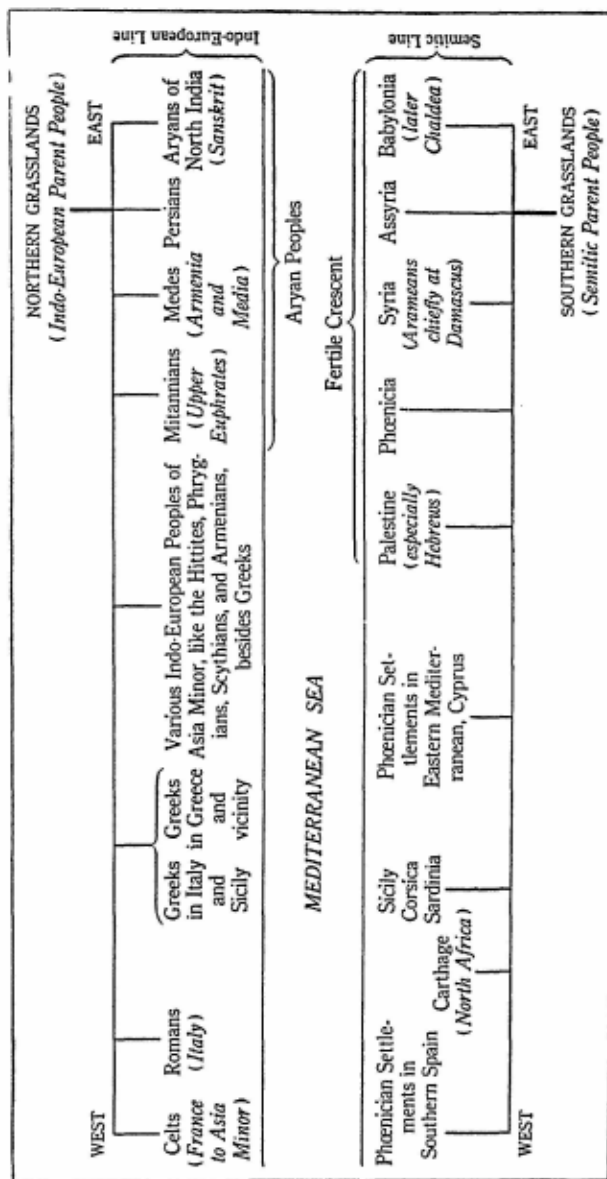 NORTHERN GRASSLANDS
(Indo-European Parent People)
WEST
EAST
Celts
(France
to Asia
Minor)
Romans
(Italy)
Greeks
in Italy
and
Sicily
Greeks
in Greece
and
vicinity
Various Indo-European Peoples of
Asia Minor, like the Hittites, Phryg-
ians, Scythians, and Armenians,
besides Greeks
Mitannians
(Upper
Euphrates)
Medes
(Armenia
and
Media)
Persians
Aryans of
North India
(Sanskrit)
Indo-European Line
Aryan Peoples
MEDITERRANEAN SEA
Fertile Crescent
Phœnician Settle-
ments in
Southern Spain
Carthage
(North Africa)
Sicily
Corsica
Sardinia
Phœnician Set-
tlements in
Eastern Mediter-
ranean, Cyprus
Palestine
(especially
Hebrews)
Phœnicia
Syria
(Arameans
chiefly at
Damascus)
Assyria
Babylonia
(later
Chaldea)
Semitic Line
WEST
EAST
SOUTHERN GRASSLANDS
(Semitic Parent People)